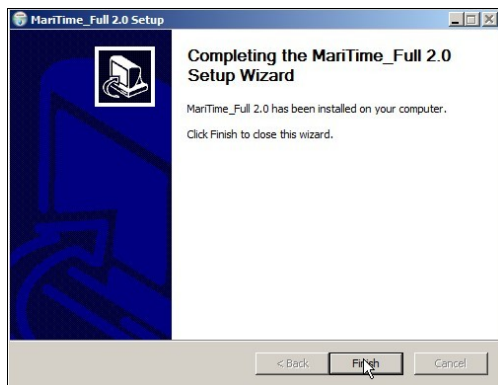 MariTime_Full 2.0 Setup
Completing the MariTime_Full 2.0
Setup Wizard
MariTime_Full 2.0 has been installed on your computer.
Click Finish to close this wizard.
< Back
Finish
Cancel